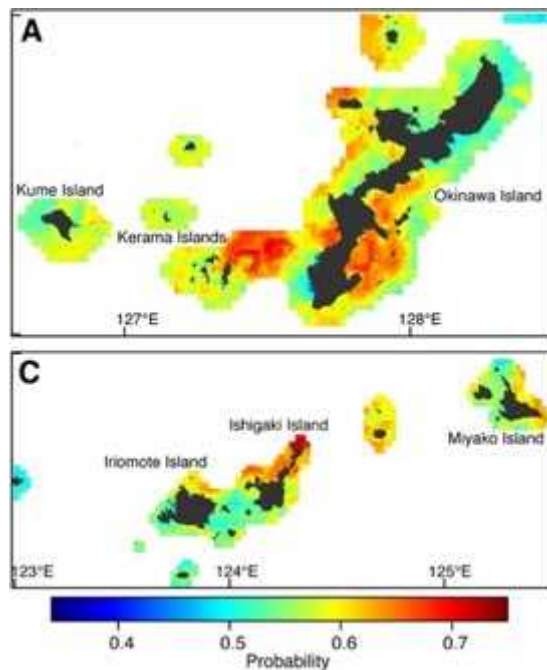 A
Kume Island
Okinawa Island
Kerama Islands
127°E
128°E
C
Ishigaki Island
Miyako Island
Iriomote Island
123°E
124°E
125°E
0.4
0.5
0.6
0.7
Probability